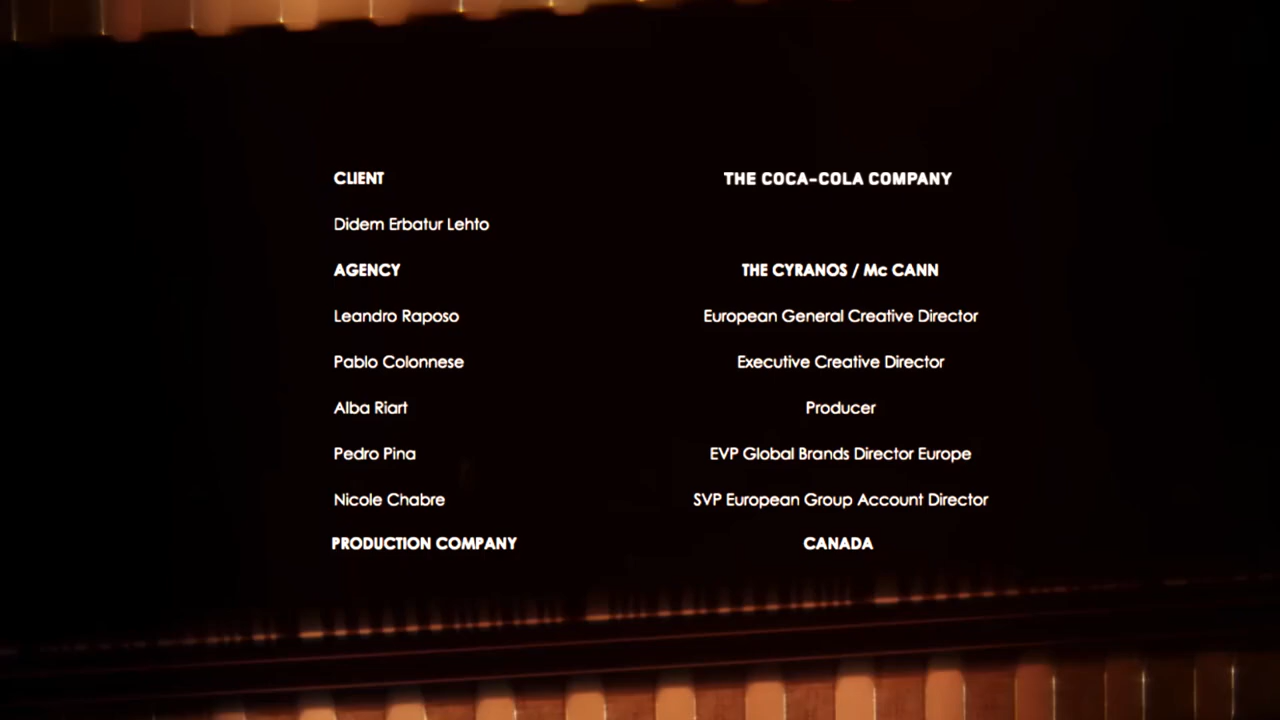 CLIENT THE COCA-COLA COMPANY
Didem Erbatur Lehto
AGENCY THE CYRANOS / Mc CANN
Leandro Raposo European General Creative Director
Pablo Colonnese Executive Creative Director
Alba Riart Producer
Pedro Pina EVP Global Brands Director Europe
Nicole Chabre SVP European Group Account Director
PRODUCTION COMPANY CANADA